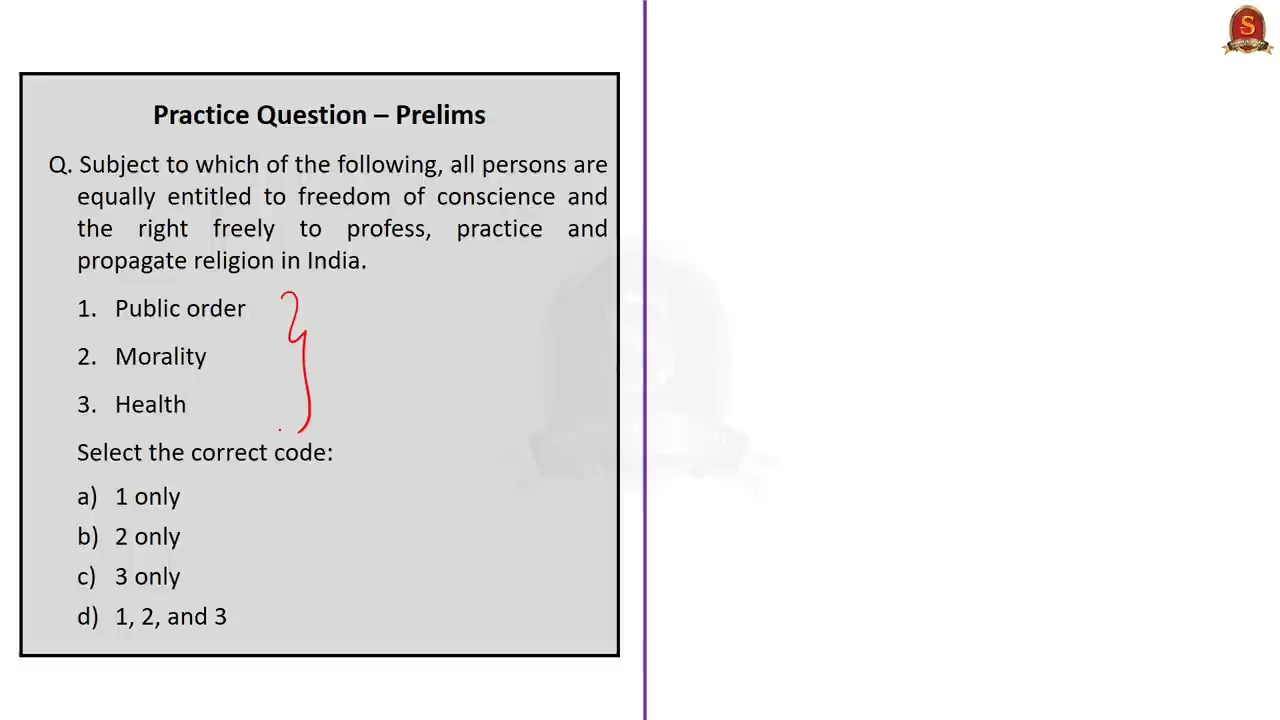 S
Practice Question – Prelims
Q. Subject to which of the following, all persons are
equally entitled to freedom of conscience and
the right freely to profess, practice and
propagate religion in India.
1. Public order
2. Morality
3. Health
Select the correct code:
a) 1 only
b) 2 only
c) 3 only
d) 1, 2, and 3